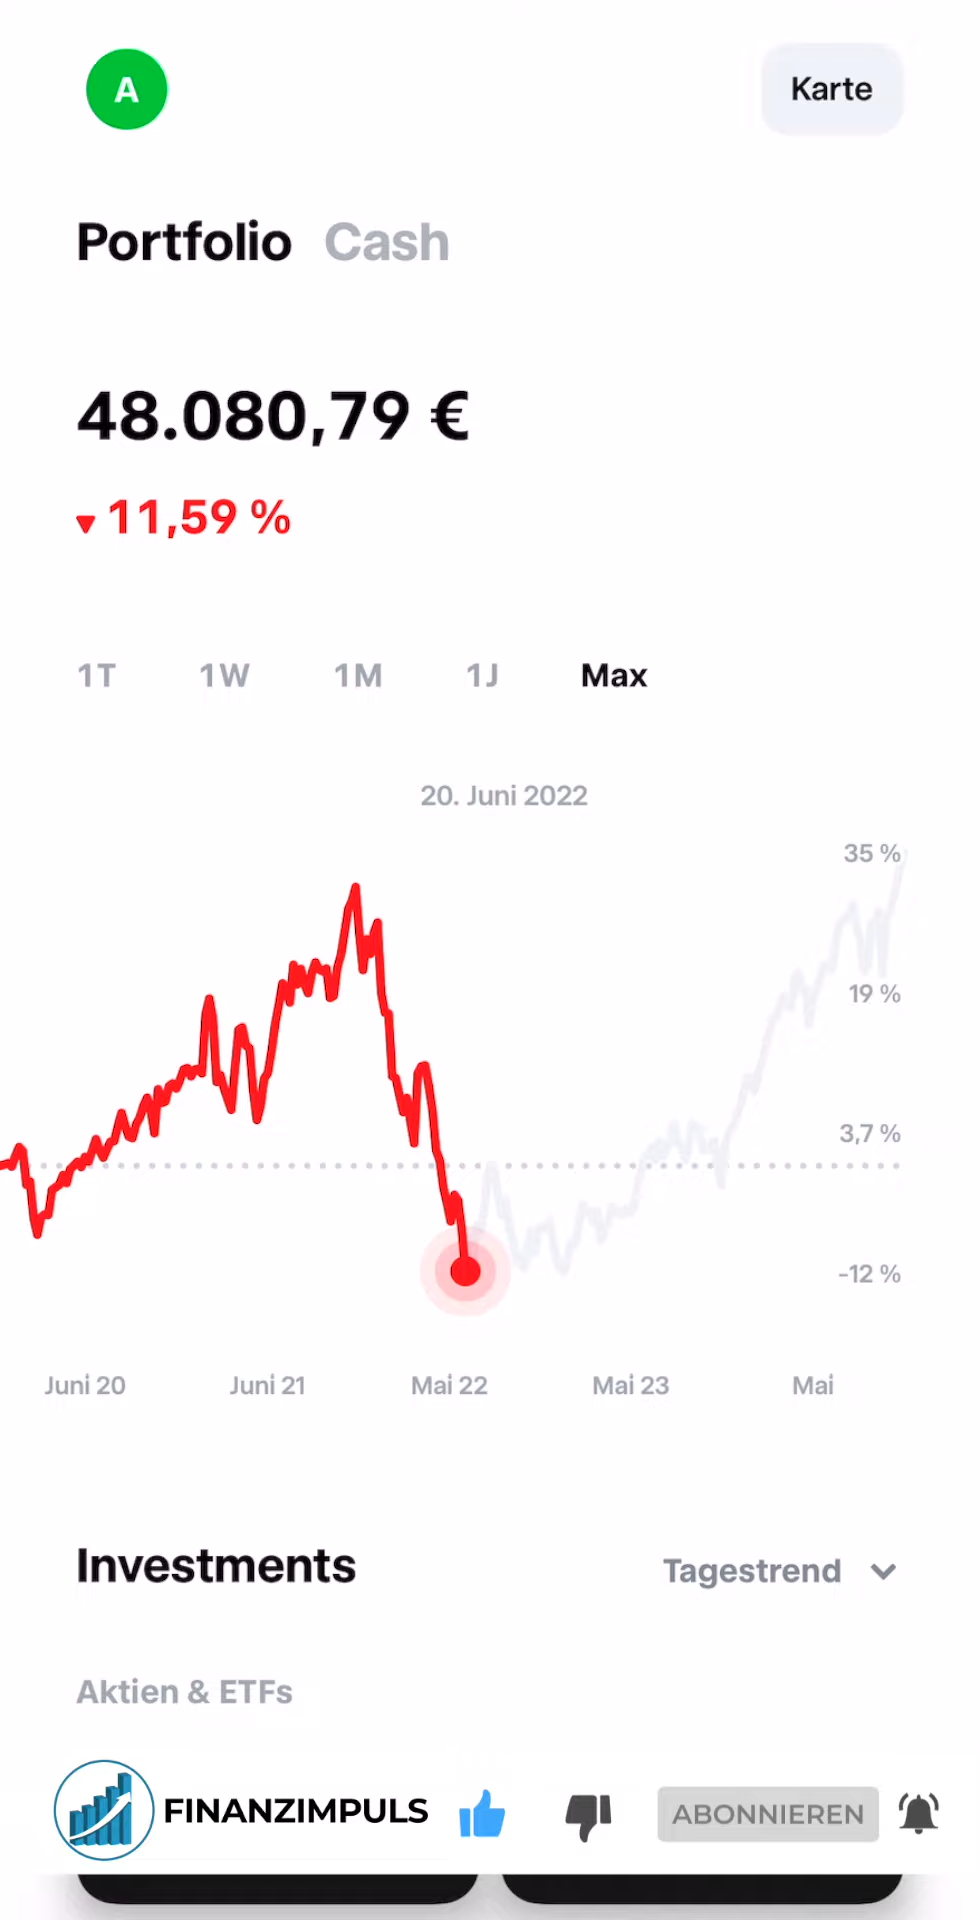 A
Karte
Portfolio Cash
48.080,79 €
▼ 11,59 %
1T 1W 1M 1J Max
20. Juni 2022
35 %
19 %
3,7 %
-12 %
Juni 20 Juni 21 Mai 22 Mai 23 Mai
Investments Tagestrend
Aktien & ETFs
FINANZIMPULS ABONNIEREN